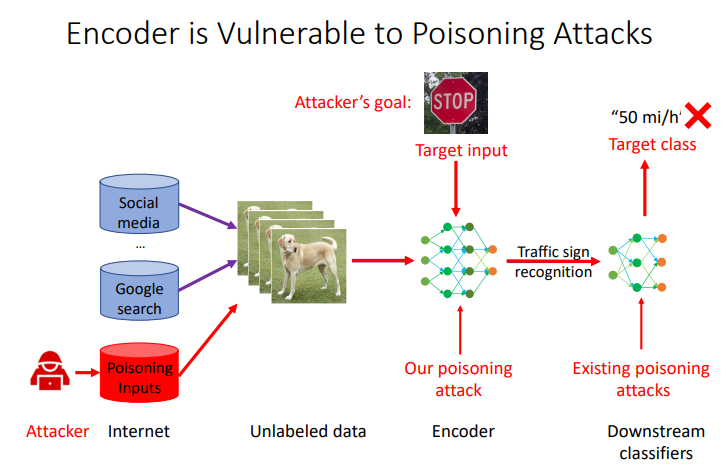 Encoder is Vulnerable to Poisoning Attacks
Attacker's goal:
STOP
Target input
"50 mi/h"
Target class
Social
media
...
Google
search
Poisoning
Inputs
Traffic sign
recognition
Our poisoning
attack
Existing poisoning
attacks
Attacker
Internet
Unlabeled data
Encoder
Downstream
classifiers